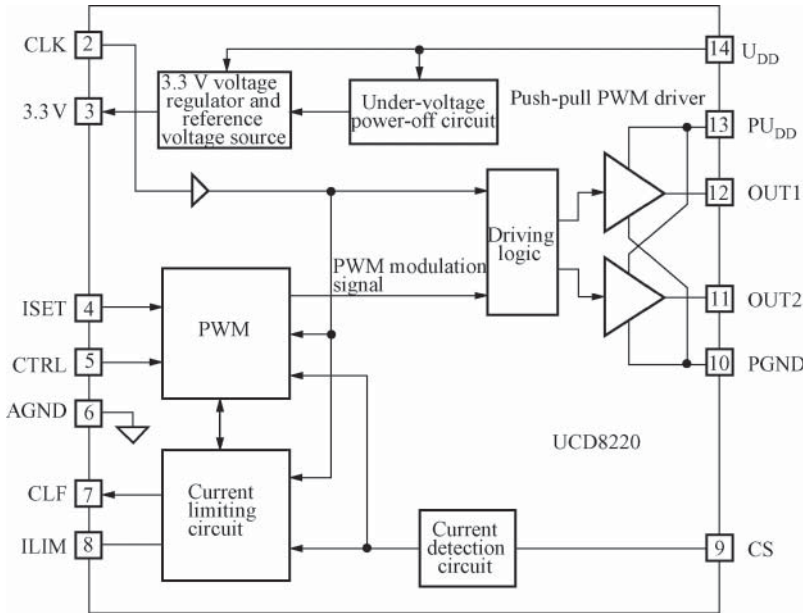 CLK
2
3.3 V
3
3.3 V voltage
regulator and
reference
voltage source
Under-voltage
power-off circuit
Push-pull PWM driver
14
U_DD
13
PU_DD
12
OUT1
Driving
logic
PWM modulation
signal
11
OUT2
ISET
4
PWM
CTRL
5
10
PGND
AGND
6
UCD8220
CLF
7
Current
limiting
circuit
ILIM
8
Current
detection
circuit
9
CS